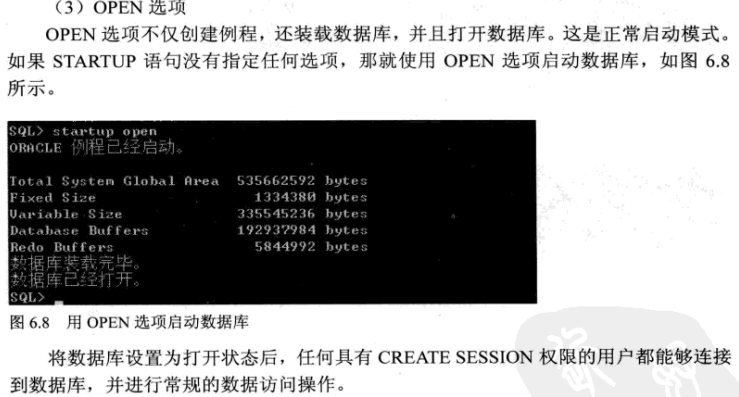 （3）OPEN 选项
OPEN 选项不仅创建例程，还装载数据库，并且打开数据库。这是正常启动模式。
如果 STARTUP 语句没有指定任何选项，那就使用 OPEN 选项启动数据库，如图 6.8
所示。
SQL> startup open
ORACLE 例程已经启动。
Total System Global Area 535662592 bytes
Fixed Size 1334380 bytes
Variable Size 335545236 bytes
Database Buffers 192937984 bytes
Redo Buffers 5844992 bytes
数据库装载完毕。
数据库已经打开。
SQL>
图 6.8 用 OPEN 选项启动数据库
将数据库设置为打开状态后，任何具有 CREATE SESSION 权限的用户都能够连接
到数据库，并进行常规的数据访问操作。